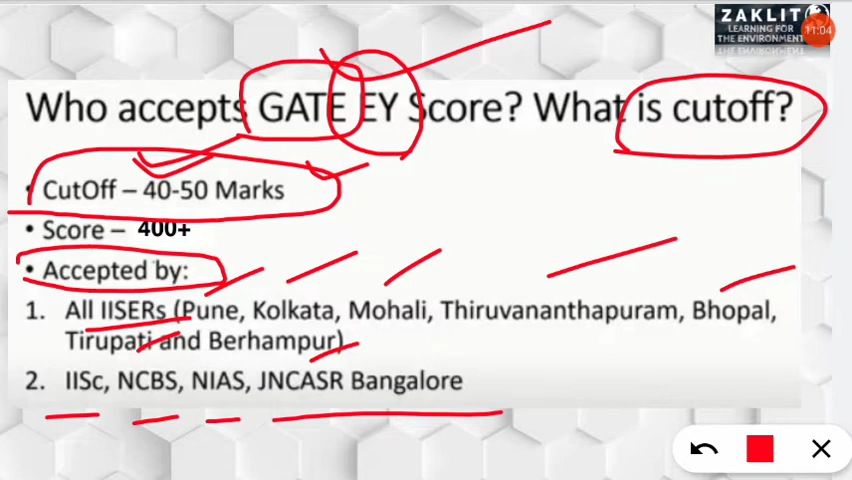 ZAKLIT
LEARNING FOR
THE ENVIRONMENT
11:04
Who accepts GATE EY Score? What is cutoff?
• CutOff – 40-50 Marks
• Score – 400+
• Accepted by:
1. All IISERs (Pune, Kolkata, Mohali, Thiruvananthapuram, Bhopal,
Tirupati and Berhampur)
2. IISc, NCBS, NIAS, JNCASR Bangalore